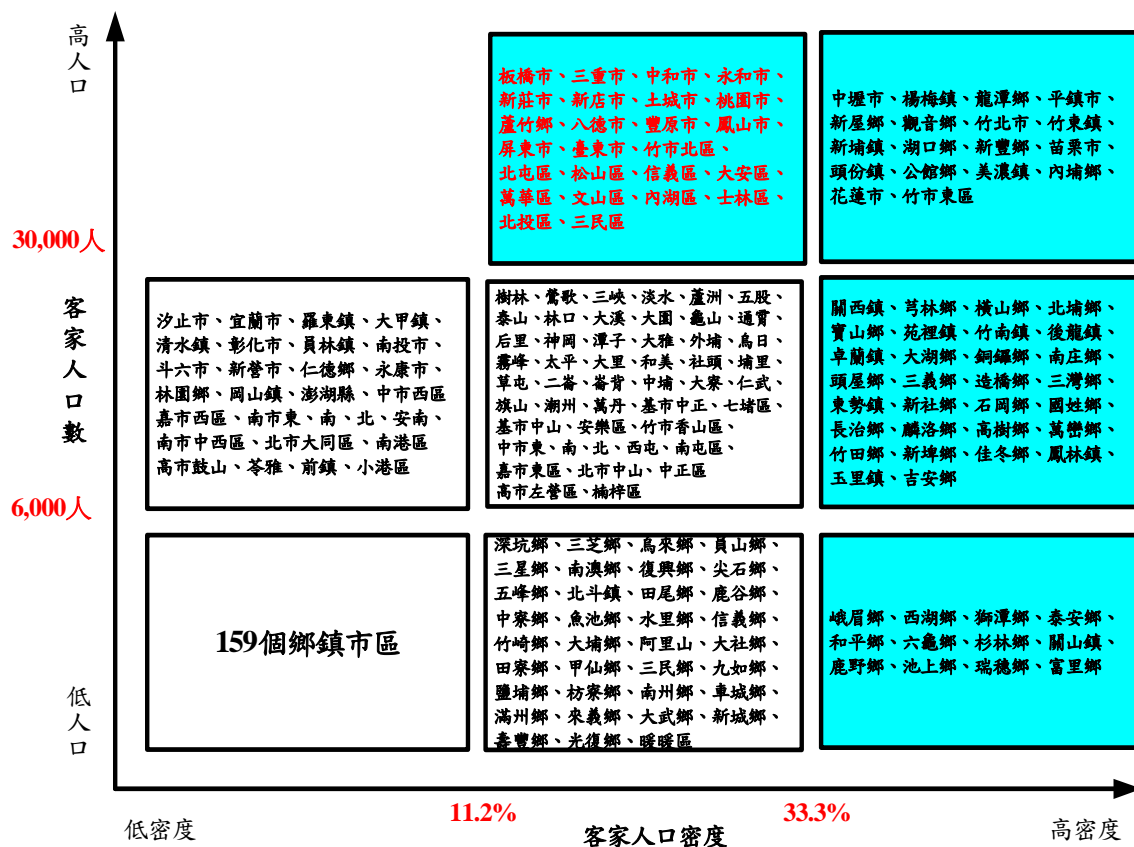 高人口
板橋市、三重市、中和市、永和市、
新莊市、新店市、土城市、桃園市、
蘆竹鄉、八德市、豐原市、鳳山市、
屏東市、臺東市、竹市北區、
北屯區、松山區、信義區、大安區、
萬華區、文山區、內湖區、士林區、
北投區、三民區
中壢市、楊梅鎮、龍潭鄉、平鎮市、
新屋鄉、觀音鄉、竹北市、竹東鎮、
新埔鎮、湖口鄉、新豐鄉、苗栗市、
頭份鎮、公館鄉、美濃鎮、內埔鄉、
花蓮市、竹市東區
30,000人
客家人口數
汐止市、宜蘭市、羅東鎮、大甲鎮、
清水鎮、彰化市、員林鎮、南投市、
斗六市、新營市、仁德鄉、永康市、
林園鄉、岡山鎮、澎湖縣、中市西區
嘉市西區、南市東、南、北、安南、
南市中西區、北市大同區、南港區
高市鼓山、苓雅、前鎮、小港區
樹林、鶯歌、三峽、淡水、蘆洲、五股、
泰山、林口、大溪、大園、龜山、通霄、
后里、神岡、潭子、大雅、外埔、烏日、
霧峰、太平、大里、和美、社頭、埔里、
草屯、二崙、崙背、中埔、大寮、仁武、
旗山、潮州、萬丹、基市中正、七堵區、
基市中山、安樂區、竹市香山區、
中市東、南、北、西屯、南屯區、
嘉市東區、北市中山、中正區
高市左營區、楠梓區
關西鎮、芎林鄉、橫山鄉、北埔鄉、
寶山鄉、苑裡鎮、竹南鎮、後龍鎮、
卓蘭鎮、大湖鄉、銅鑼鄉、南庄鄉、
頭屋鄉、三義鄉、造橋鄉、三灣鄉、
東勢鎮、新社鄉、石岡鄉、國姓鄉、
長治鄉、麟洛鄉、高樹鄉、萬巒鄉、
竹田鄉、新埤鄉、佳冬鄉、鳳林鎮、
玉里鎮、吉安鄉
6,000人
159個鄉鎮市區
深坑鄉、三芝鄉、烏來鄉、員山鄉、
三星鄉、南澳鄉、復興鄉、尖石鄉、
五峰鄉、北斗鎮、田尾鄉、鹿谷鄉、
中寮鄉、魚池鄉、水里鄉、信義鄉、
竹崎鄉、大埔鄉、阿里山、大社鄉、
田寮鄉、甲仙鄉、三民鄉、九如鄉、
鹽埔鄉、枋寮鄉、南州鄉、車城鄉、
滿州鄉、來義鄉、大武鄉、新城鄉、
壽豐鄉、光復鄉、暖暖區
峨眉鄉、西湖鄉、獅潭鄉、泰安鄉、
和平鄉、六龜鄉、杉林鄉、關山鎮、
鹿野鄉、池上鄉、瑞穗鄉、富里鄉
低人口
低密度
11.2%
客家人口密度
33.3%
高密度